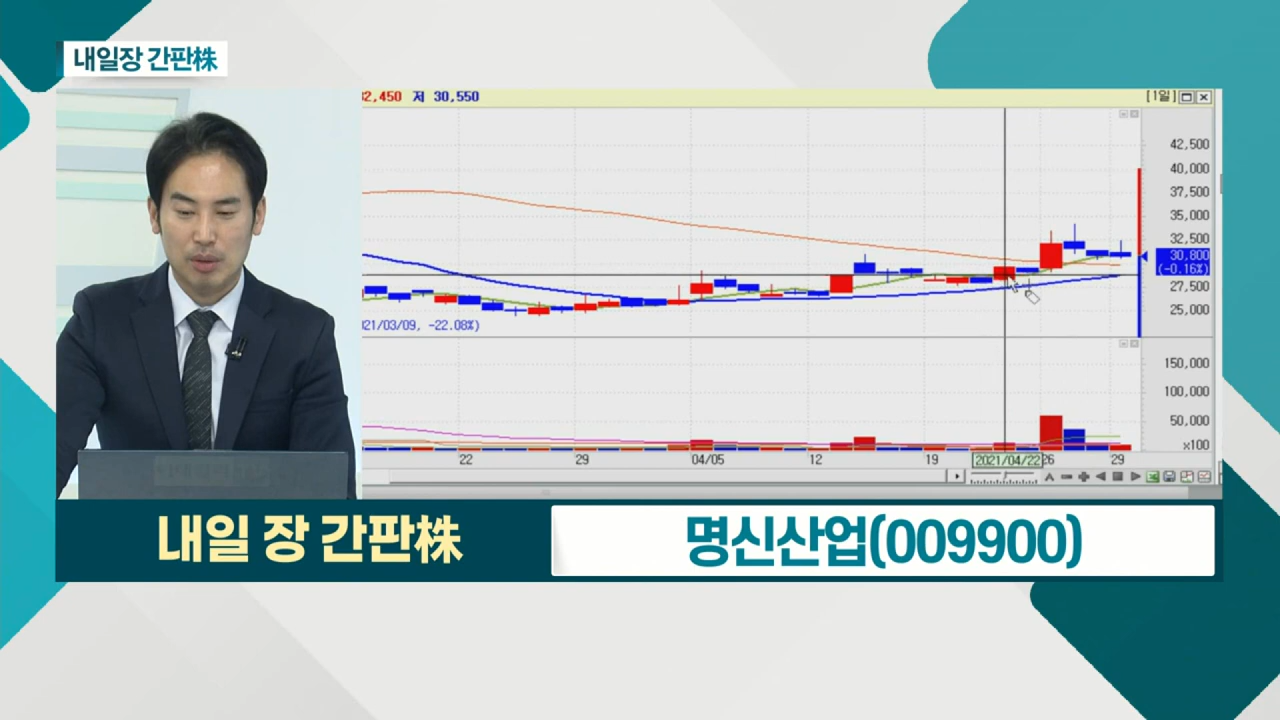 내일장 간판株
32,450 저 30,550
[1일]
42,500
40,000
37,500
35,000
32,500
30,800
(-0.16%)
27,500
25,000
021/03/09, -22.08%)
150,000
100,000
50,000
×100
22 29 04/05 12 19 2021/04/22 26 29
내일 장 간판株
명신산업(009900)